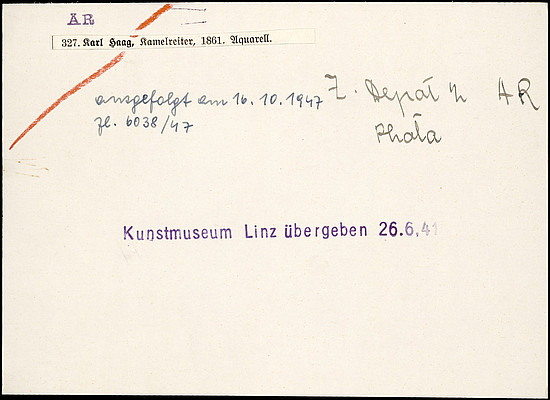 ÄR
327. Karl Haag, Kamelreiter, 1861. Aquarell.
ausgefolgt am 16.10.1947
Zl. 6038/47
Z. Depot n AR
Photo
Kunstmuseum Linz übergeben 26.6.41